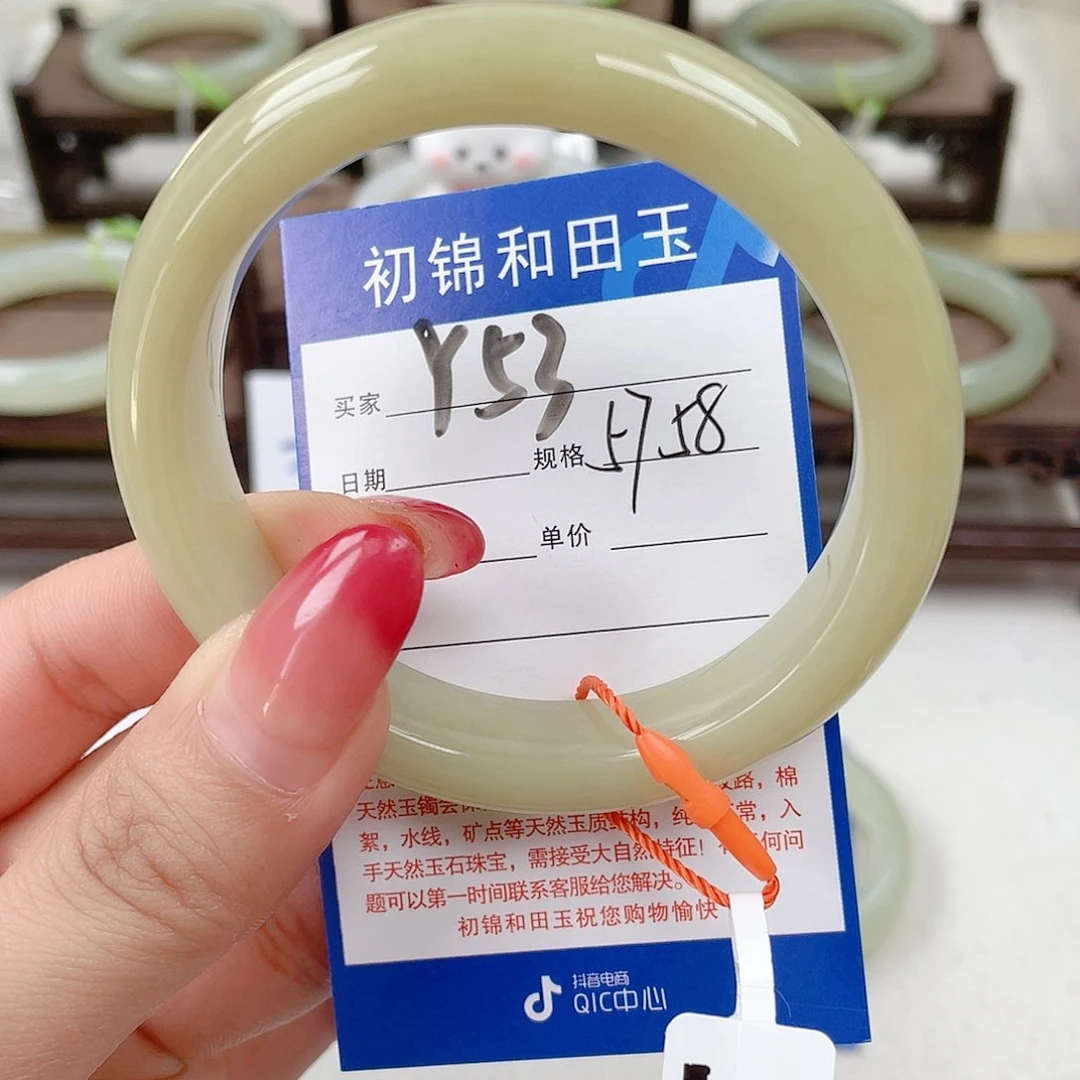 初锦和田玉
买家 Y53
日期 规格 57.58
单价
路，棉
天然玉镯会
絮，水线，矿点等天然玉质结构，纯 常，入
手天然玉石珠宝，需接受大自然特征！ 何问
题可以第一时间联系客服给您解决。
初锦和田玉祝您购物愉快
抖音电商
QIC中心